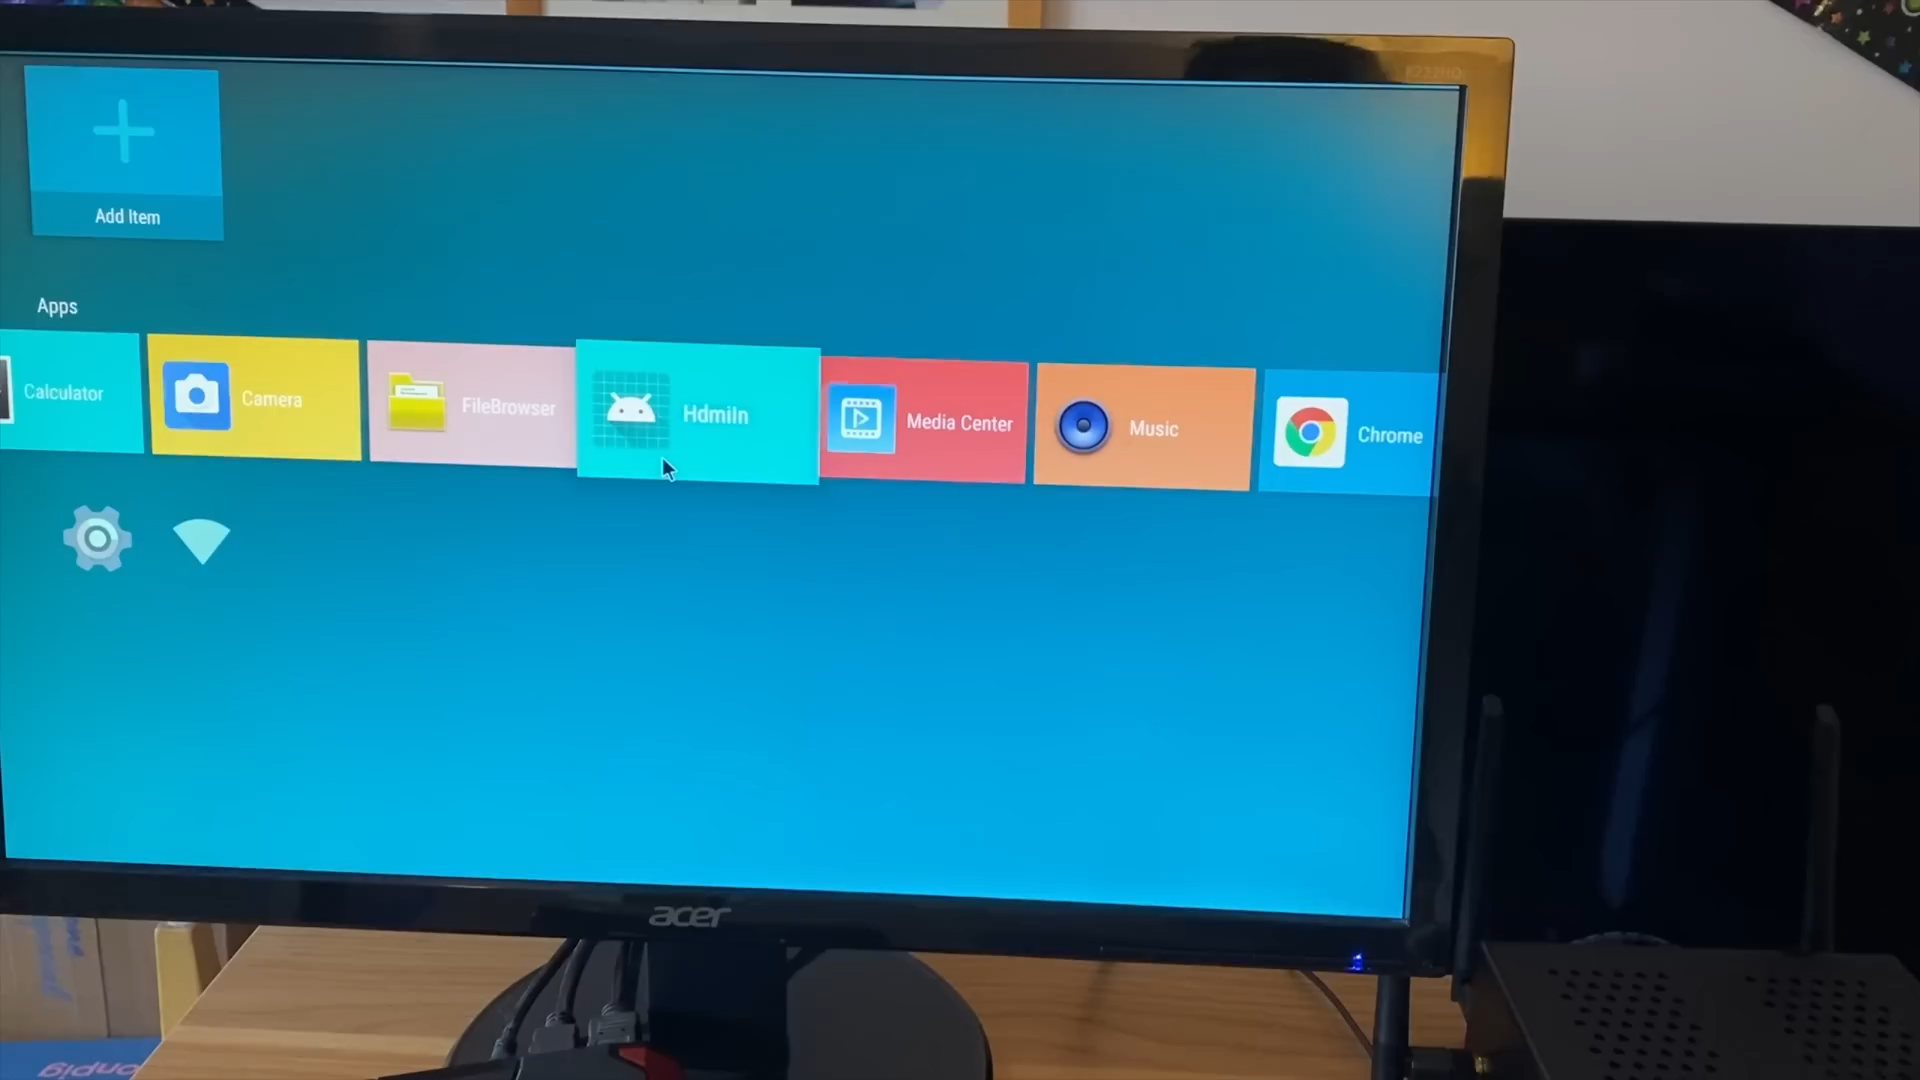 Add Item
Apps
Calculator
Camera
FileBrowser
HdmiIn
Media Center
Music
Chrome
acer